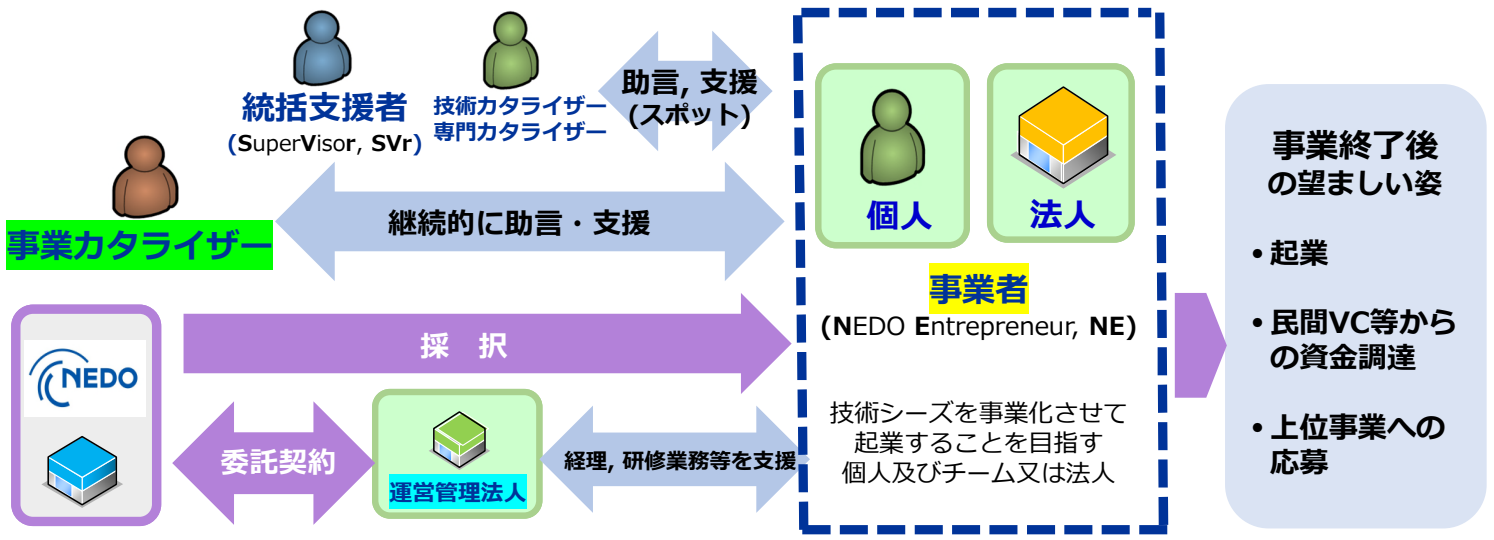 統括支援者
(SuperVisor, SVr)
技術カタライザー
専門カタライザー
助言, 支援
(スポット)
事業カタライザー
継続的に助言・支援
個人
法人
事業者
(NEDO Entrepreneur, NE)
技術シーズを事業化させて
起業することを目指す
個人及びチーム又は法人
NEDO
採 択
委託契約
運営管理法人
経理, 研修業務等を支援
事業終了後
の望ましい姿
• 起業
• 民間VC等から
の資金調達
• 上位事業への
応募